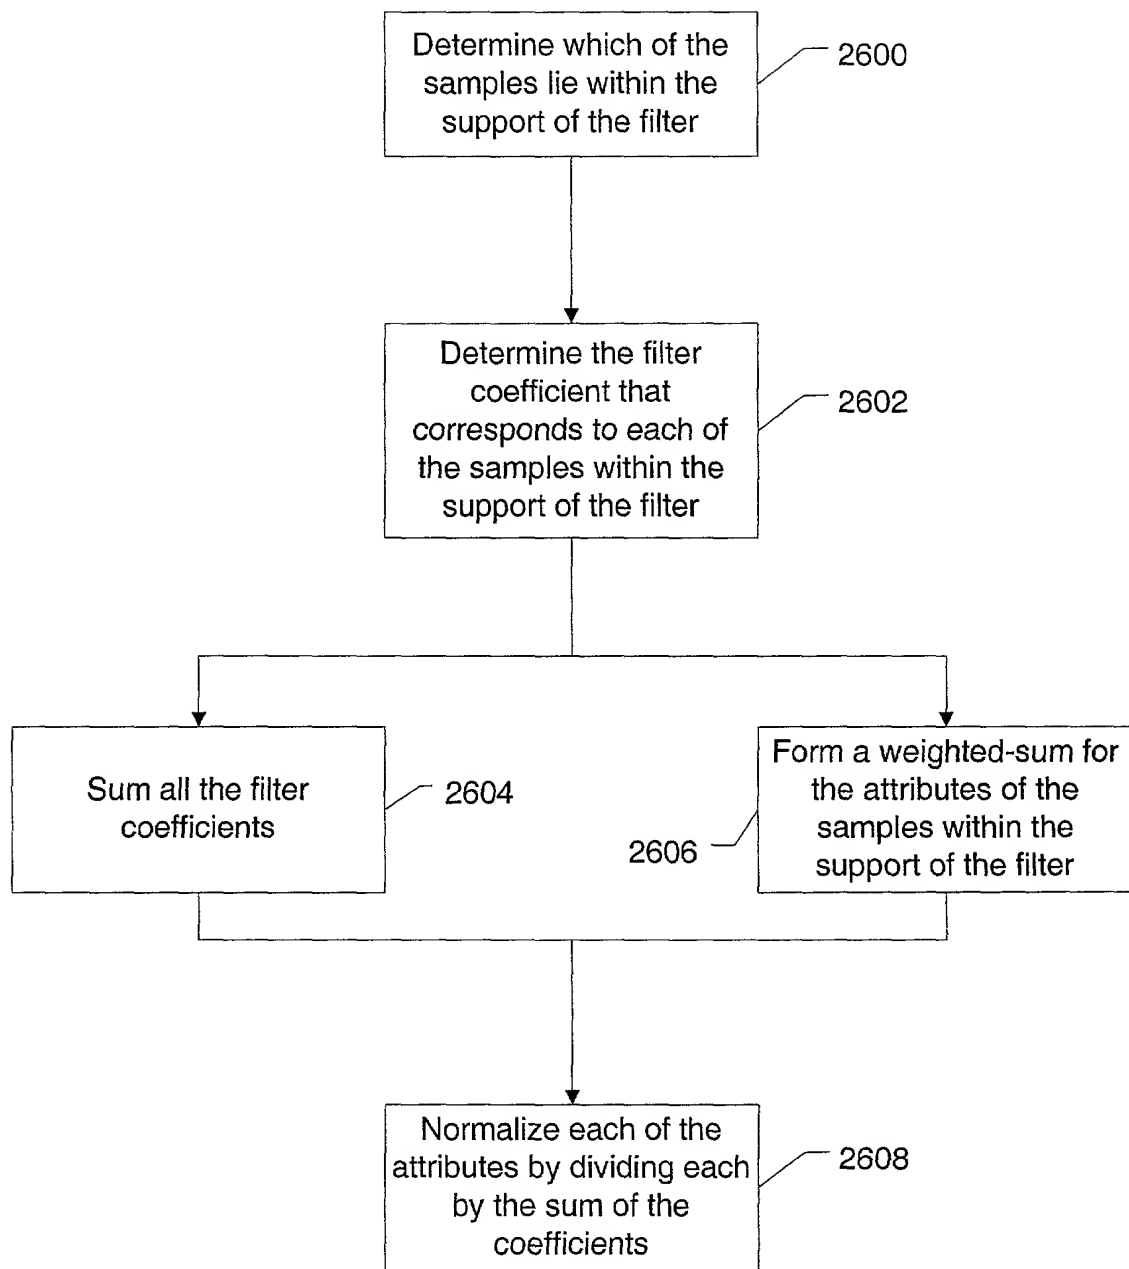 Determine which of the
samples lie within the
support of the filter
2600
Determine the filter
coefficient that
corresponds to each of
the samples within the
support of the filter
2602
Sum all the filter
coefficients
2604
Form a weighted-sum for
the attributes of the
samples within the
support of the filter
2606
Normalize each of the
attributes by dividing each
by the sum of the
coefficients
2608